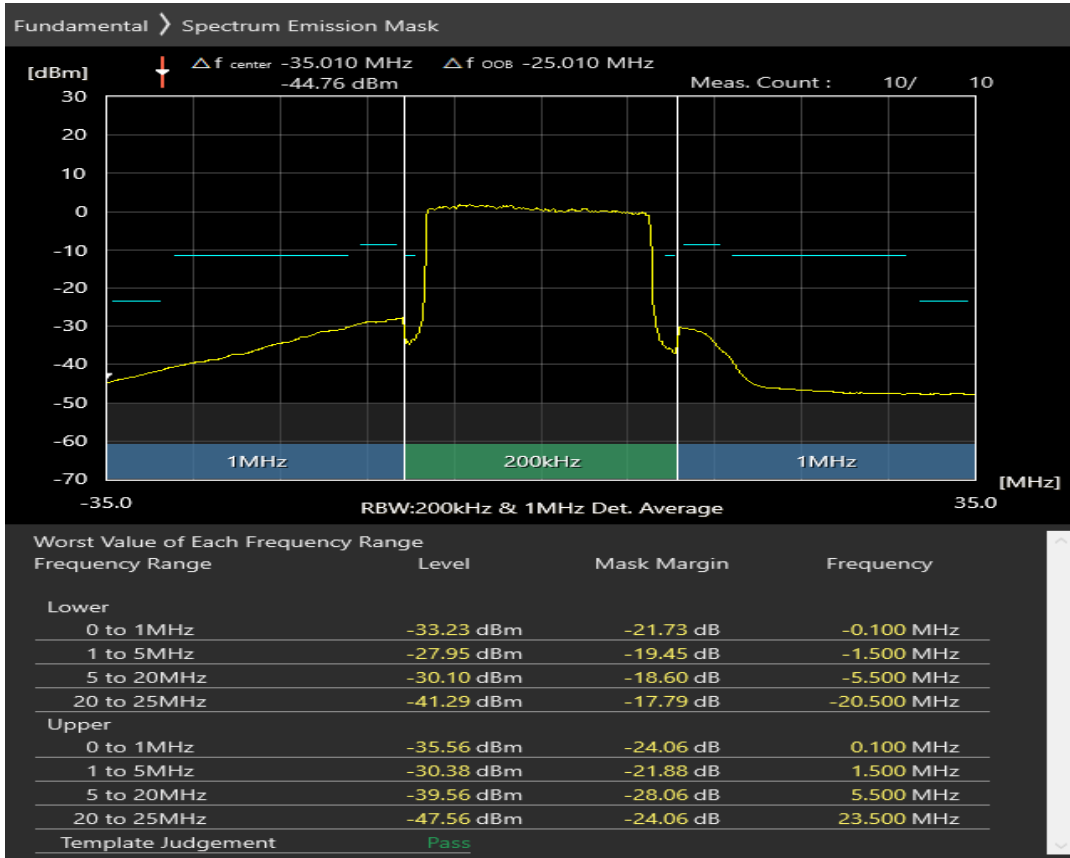 Fundamental ❯ Spectrum Emission Mask
△f center -35.010 MHz △f OOB -25.010 MHz
[dBm]
-44.76 dBm
Meas. Count : 10/ 10
30
20
10
0
-10
-20
-30
-40
-50
-60
1MHz 200kHz 1MHz
-70
[MHz]
-35.0 35.0
RBW:200kHz & 1MHz Det. Average
Worst Value of Each Frequency Range
Frequency Range Level Mask Margin Frequency
Lower
0 to 1MHz -33.23 dBm -21.73 dB -0.100 MHz
1 to 5MHz -27.95 dBm -19.45 dB -1.500 MHz
5 to 20MHz -30.10 dBm -18.60 dB -5.500 MHz
20 to 25MHz -41.29 dBm -17.79 dB -20.500 MHz
Upper
0 to 1MHz -35.56 dBm -24.06 dB 0.100 MHz
1 to 5MHz -30.38 dBm -21.88 dB 1.500 MHz
5 to 20MHz -39.56 dBm -28.06 dB 5.500 MHz
20 to 25MHz -47.56 dBm -24.06 dB 23.500 MHz
Template Judgement Pass